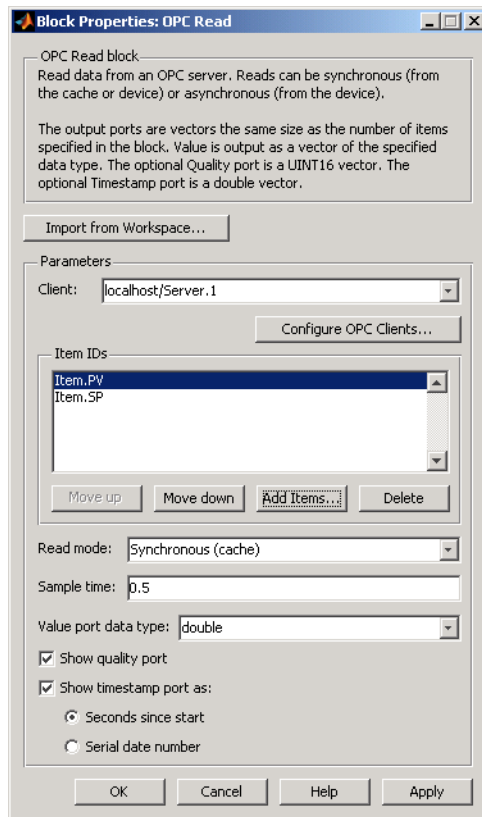 Block Properties: OPC Read
OPC Read block
Read data from an OPC server. Reads can be synchronous (from
the cache or device) or asynchronous (from the device).
The output ports are vectors the same size as the number of items
specified in the block. Value is output as a vector of the specified
data type. The optional Quality port is a UINT16 vector. The
optional Timestamp port is a double vector.
Import from Workspace...
Parameters
Client: localhost/Server.1
Configure OPC Clients...
Item IDs
Item.PV
Item.SP
Move up Move down Add Items... Delete
Read mode: Synchronous (cache)
Sample time: 0.5
Value port data type: double
Show quality port
Show timestamp port as:
Seconds since start
Serial date number
OK Cancel Help Apply